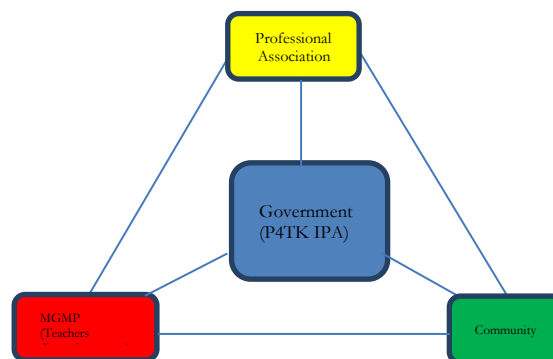 Professional
Association
Government
(P4TK IPA)
MGMP
(Teachers
Community